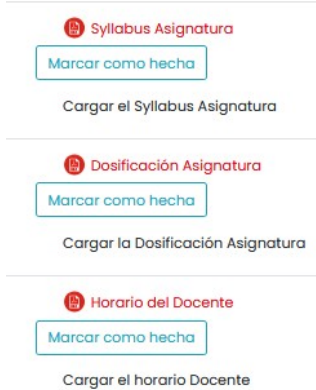 Syllabus Asignatura
Marcar como hecha
Cargar el Syllabus Asignatura
Dosificación Asignatura
Marcar como hecha
Cargar la Dosificación Asignatura
Horario del Docente
Marcar como hecha
Cargar el horario Docente